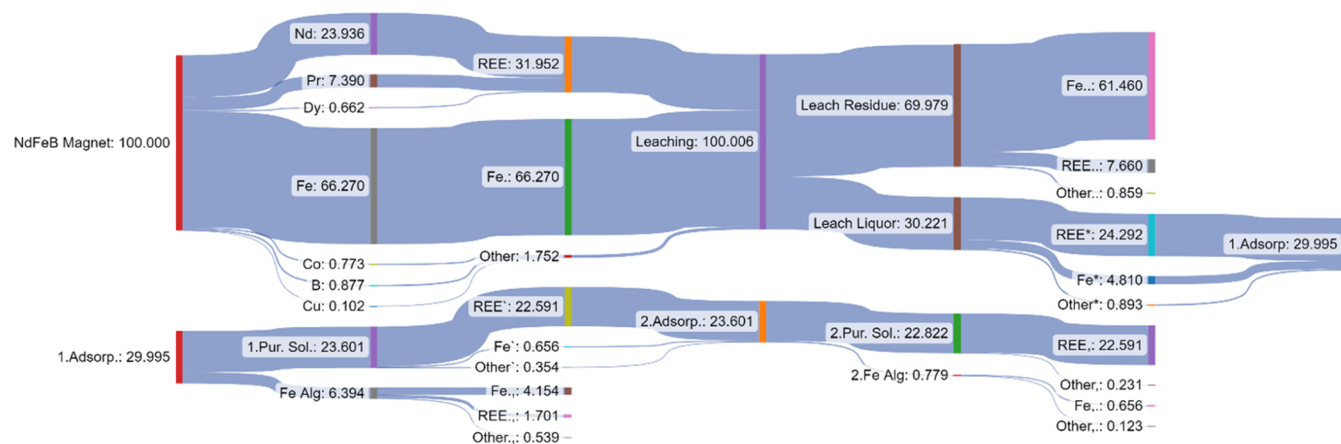 Nd: 23.936
REE: 31.952
Pr: 7.390
Dy: 0.662
NdFeB Magnet: 100.000
Fe: 66.270
Fe.: 66.270
Co: 0.773
B: 0.877
Cu: 0.102
Other: 1.752
Leaching: 100.006
Leach Residue: 69.979
Leach Liquor: 30.221
Fe..: 61.460
REE..: 7.660
Other..: 0.859
REE*: 24.292
Fe*: 4.810
Other*: 0.893
1.Adsorp: 29.995
1.Adsorp.: 29.995
1.Pur. Sol.: 23.601
Fe Alg: 6.394
REE`: 22.591
Fe`: 0.656
Other`: 0.354
Fe.,: 4.154
REE.,: 1.701
Other.,: 0.539
2.Adsorp.: 23.601
2.Pur. Sol.: 22.822
2.Fe Alg: 0.779
REE,: 22.591
Other,: 0.231
Fe,.: 0.656
Other,.: 0.123